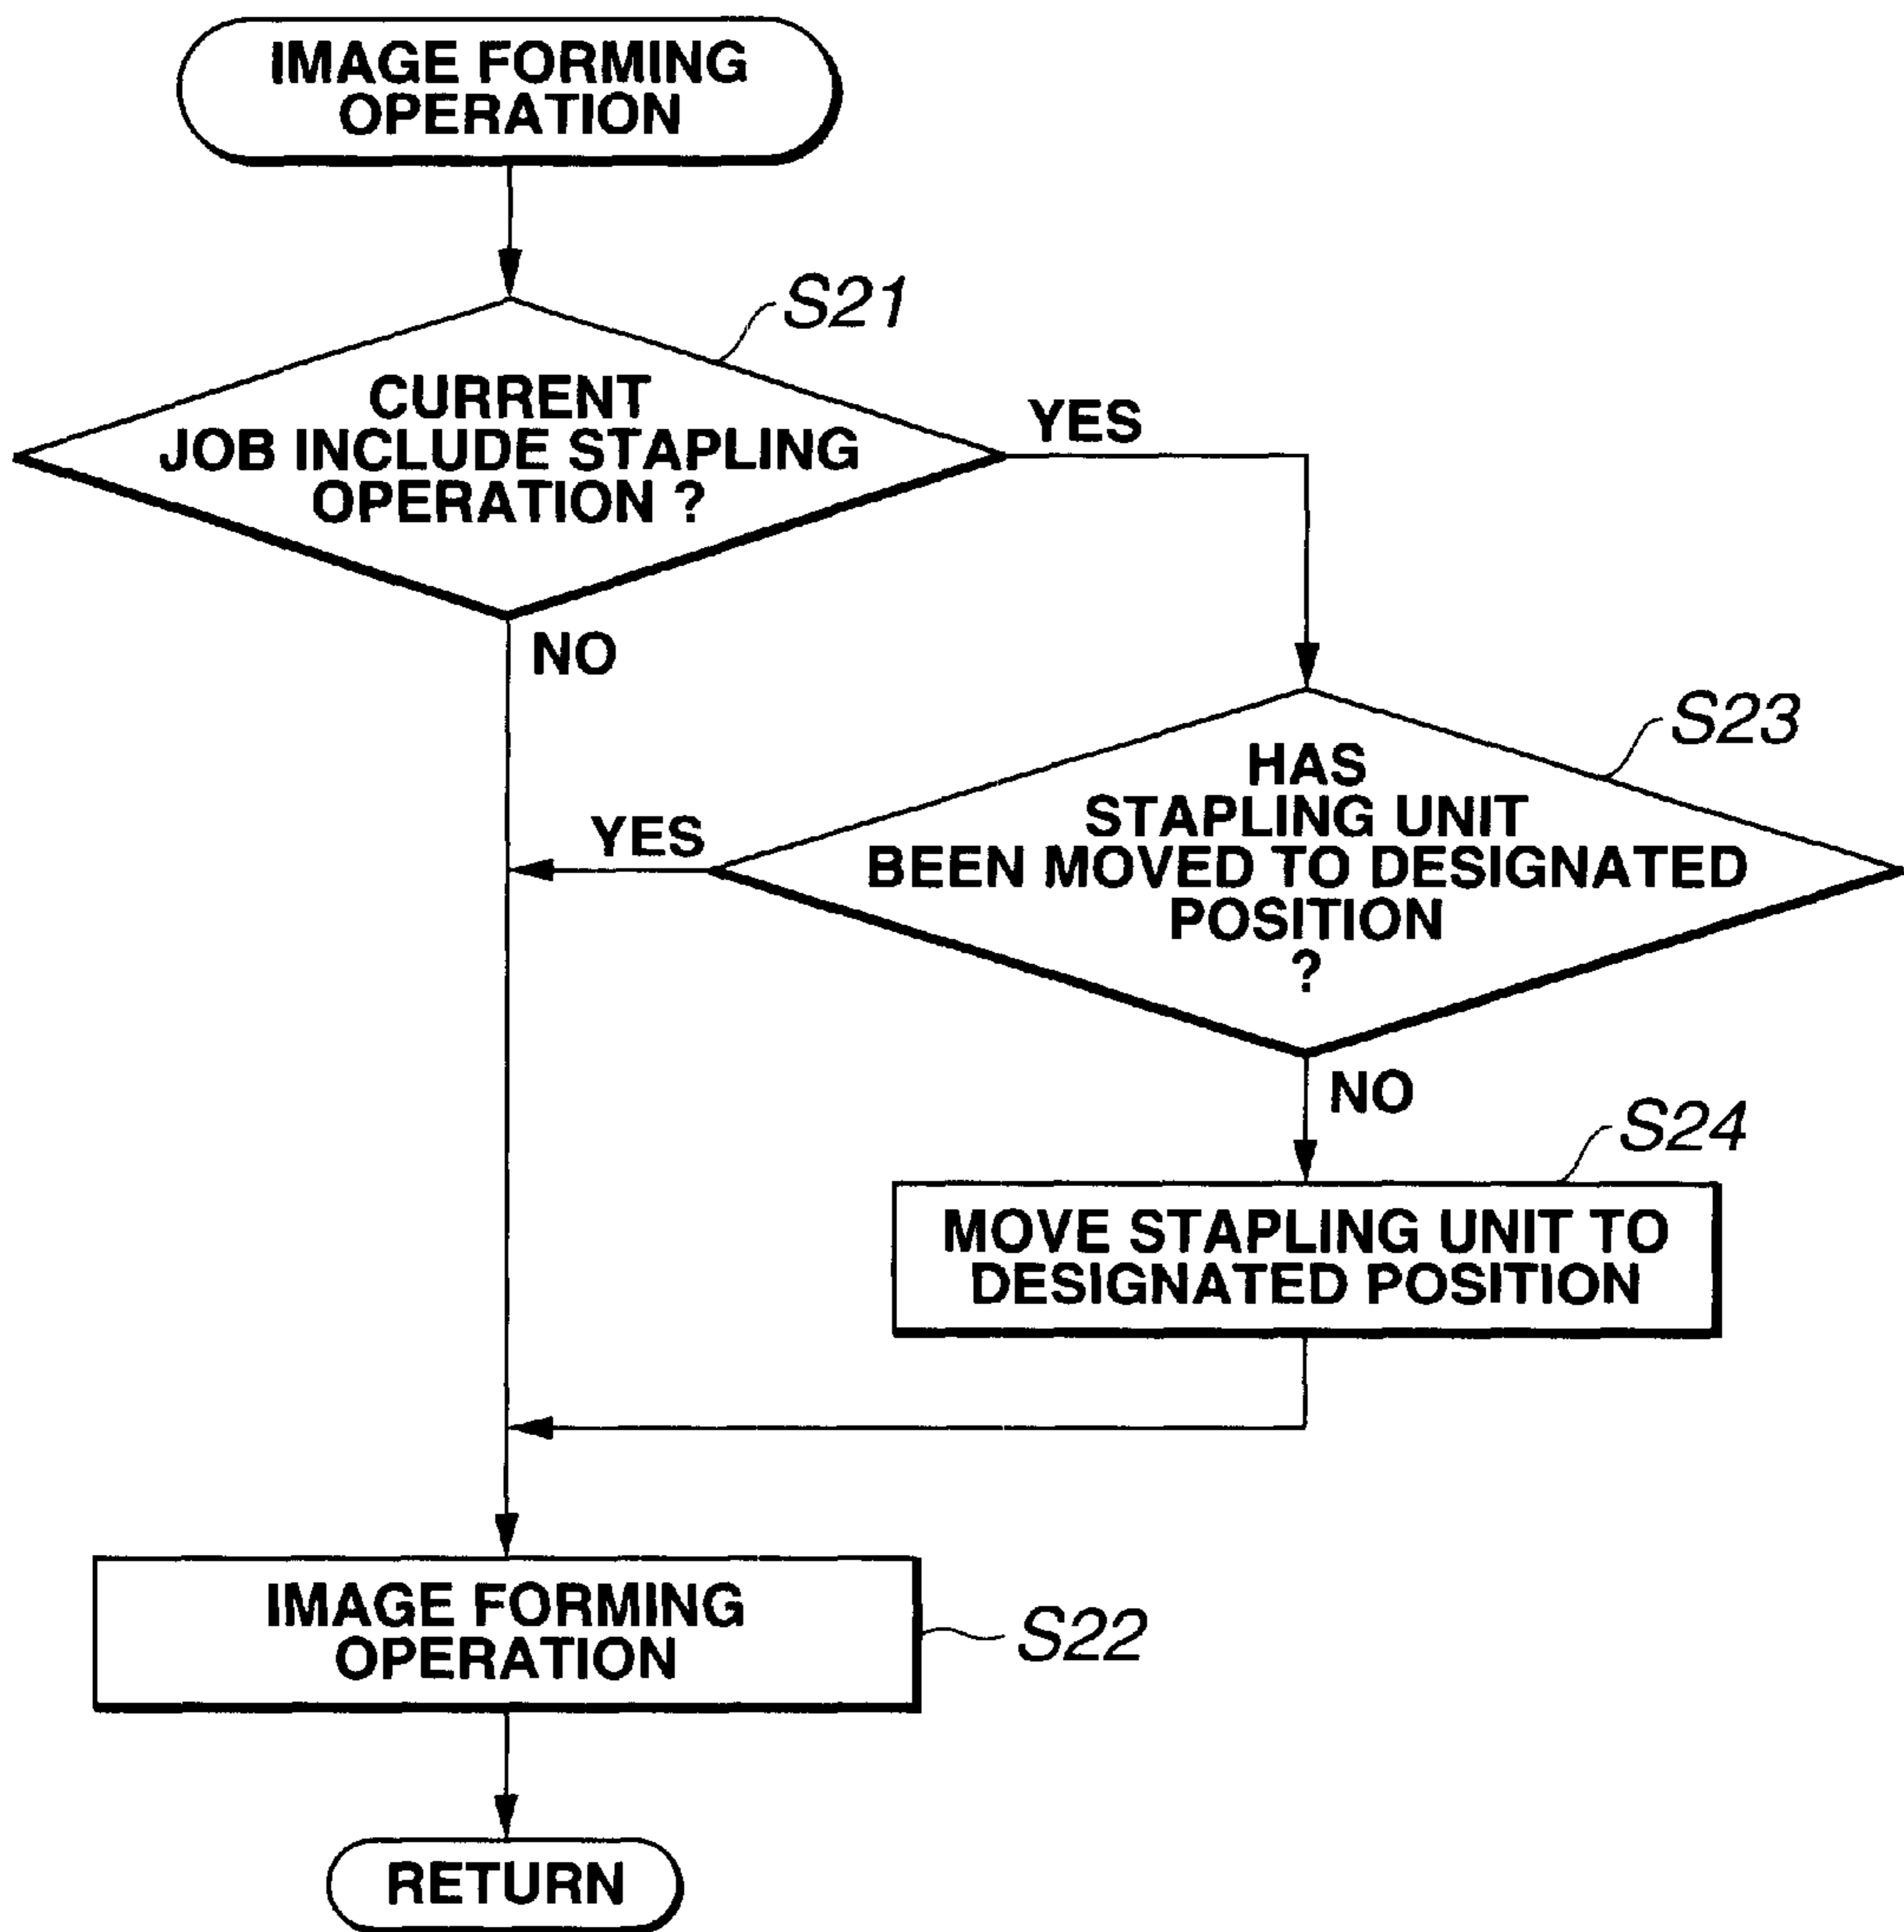 IMAGE FORMING
OPERATION
S21
CURRENT
JOB INCLUDE STAPLING
OPERATION ?
YES
NO
S23
HAS
STAPLING UNIT
BEEN MOVED TO DESIGNATED
POSITION
?
YES
NO
S24
MOVE STAPLING UNIT TO
DESIGNATED POSITION
IMAGE FORMING
OPERATION
S22
RETURN